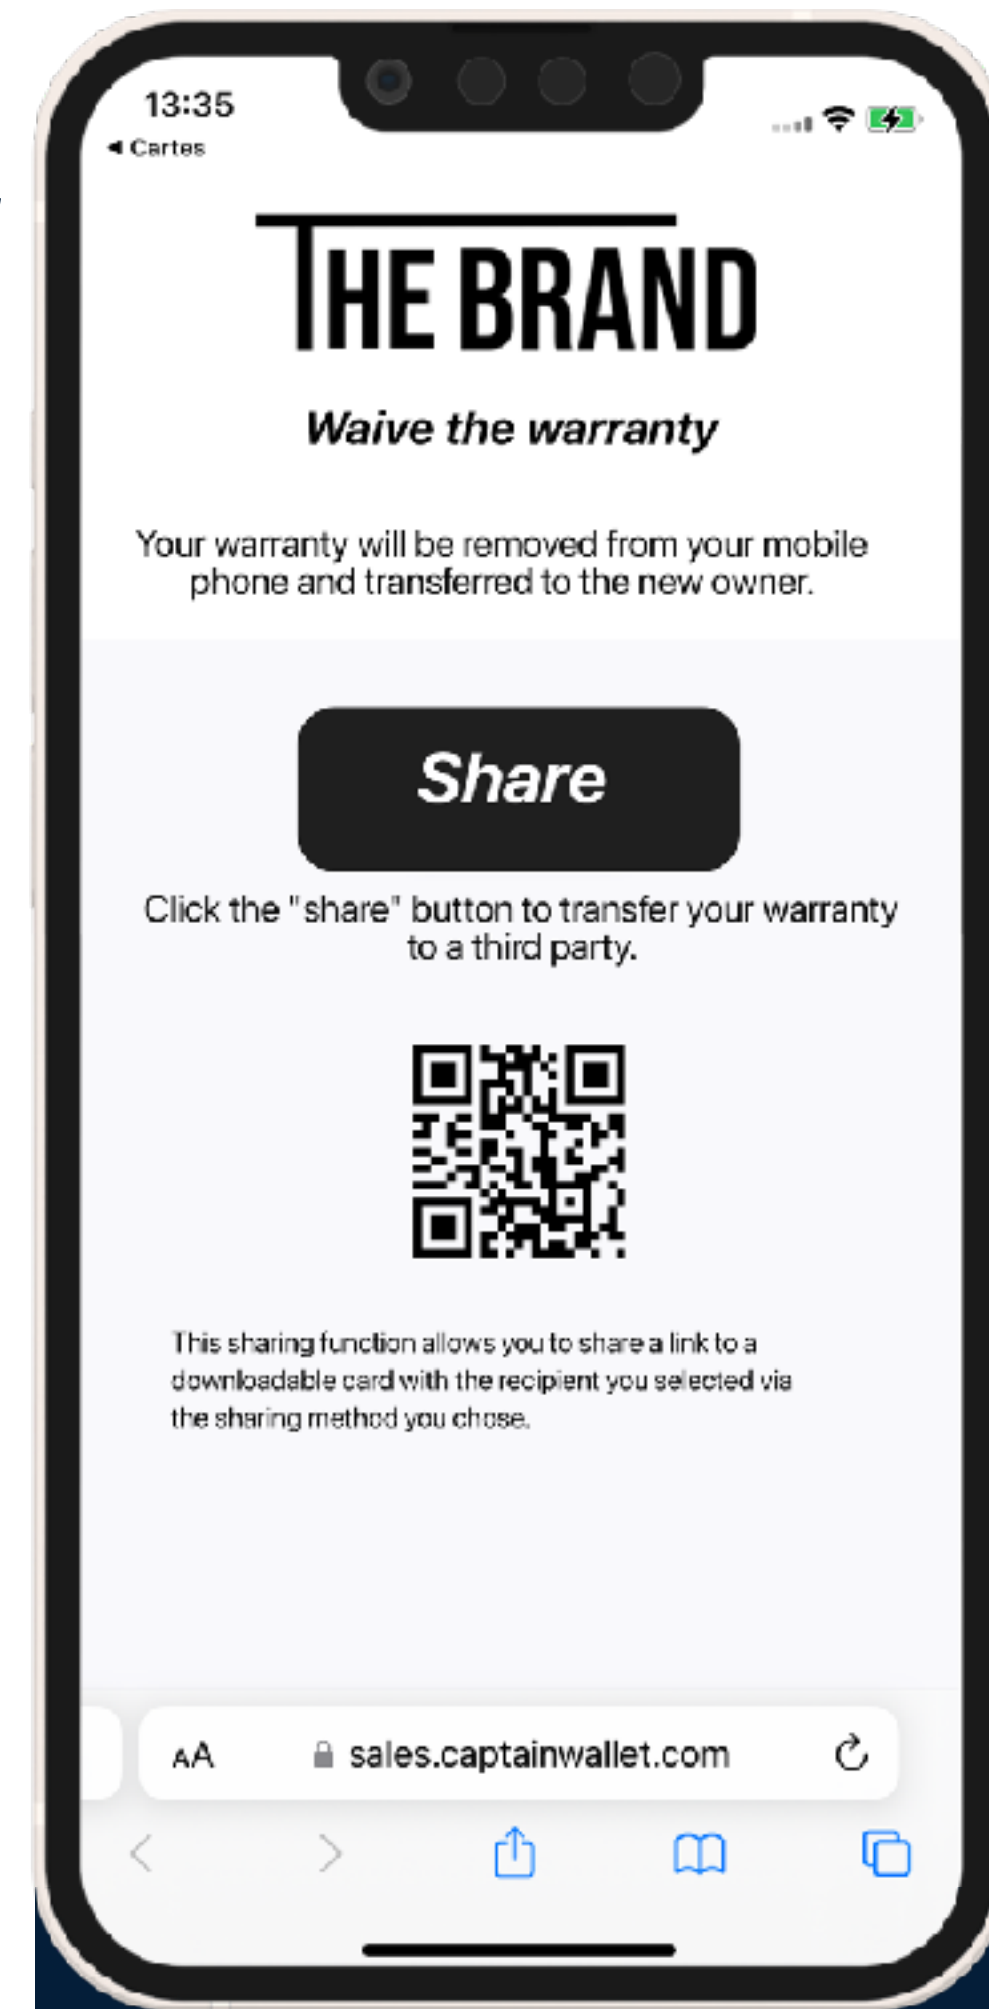 13:35
◀ Cartes
THE BRAND
Waive the warranty
Your warranty will be removed from your mobile
phone and transferred to the new owner.
Share
Click the "share" button to transfer your warranty
to a third party.
This sharing function allows you to share a link to a
downloadable card with the recipient you selected via
the sharing method you chose.
AA sales.captainwallet.com